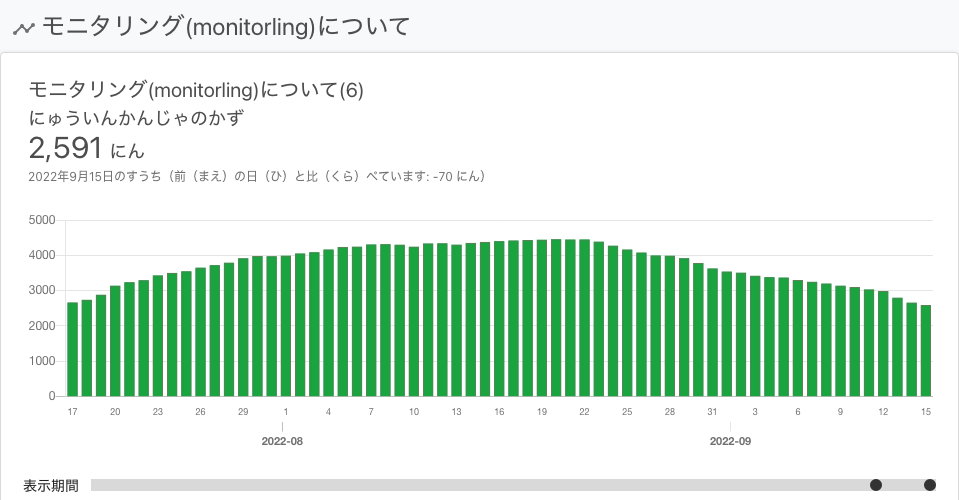 モニタリング(monitorling)について
モニタリング(monitorling)について(6)
にゅういんかんじゃのかず
2,591 にん
2022年9月15日のすうち（前（まえ）の日（ひ）と比（くら）べています: -70 にん）
5000
4000
3000
2000
1000
0
17 20 23 26 29 1 4 7 10 13 16 19 22 25 28 31 3 6 9 12 15
2022-08 2022-09
表示期間